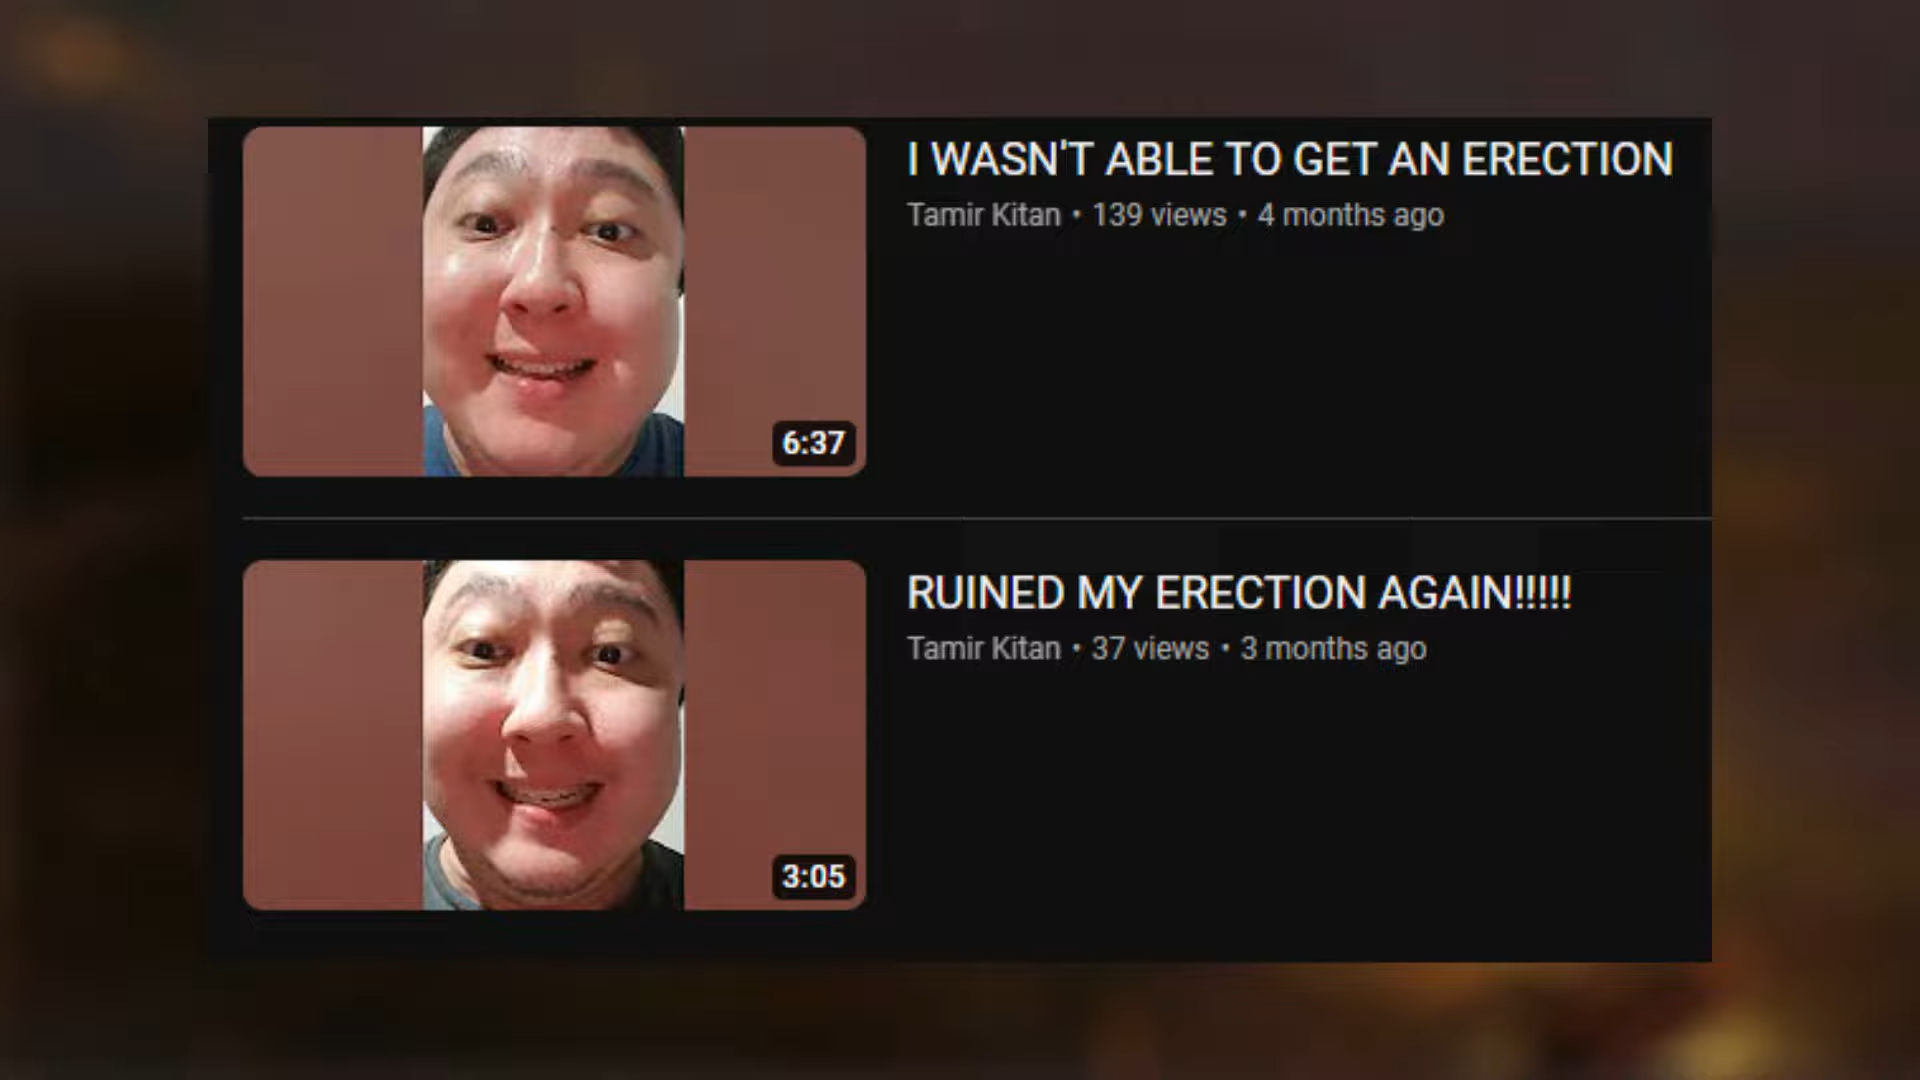 I WASN'T ABLE TO GET AN ERECTION
Tamir Kitan • 139 views • 4 months ago
6:37
RUINED MY ERECTION AGAIN!!!!!
Tamir Kitan • 37 views • 3 months ago
3:05